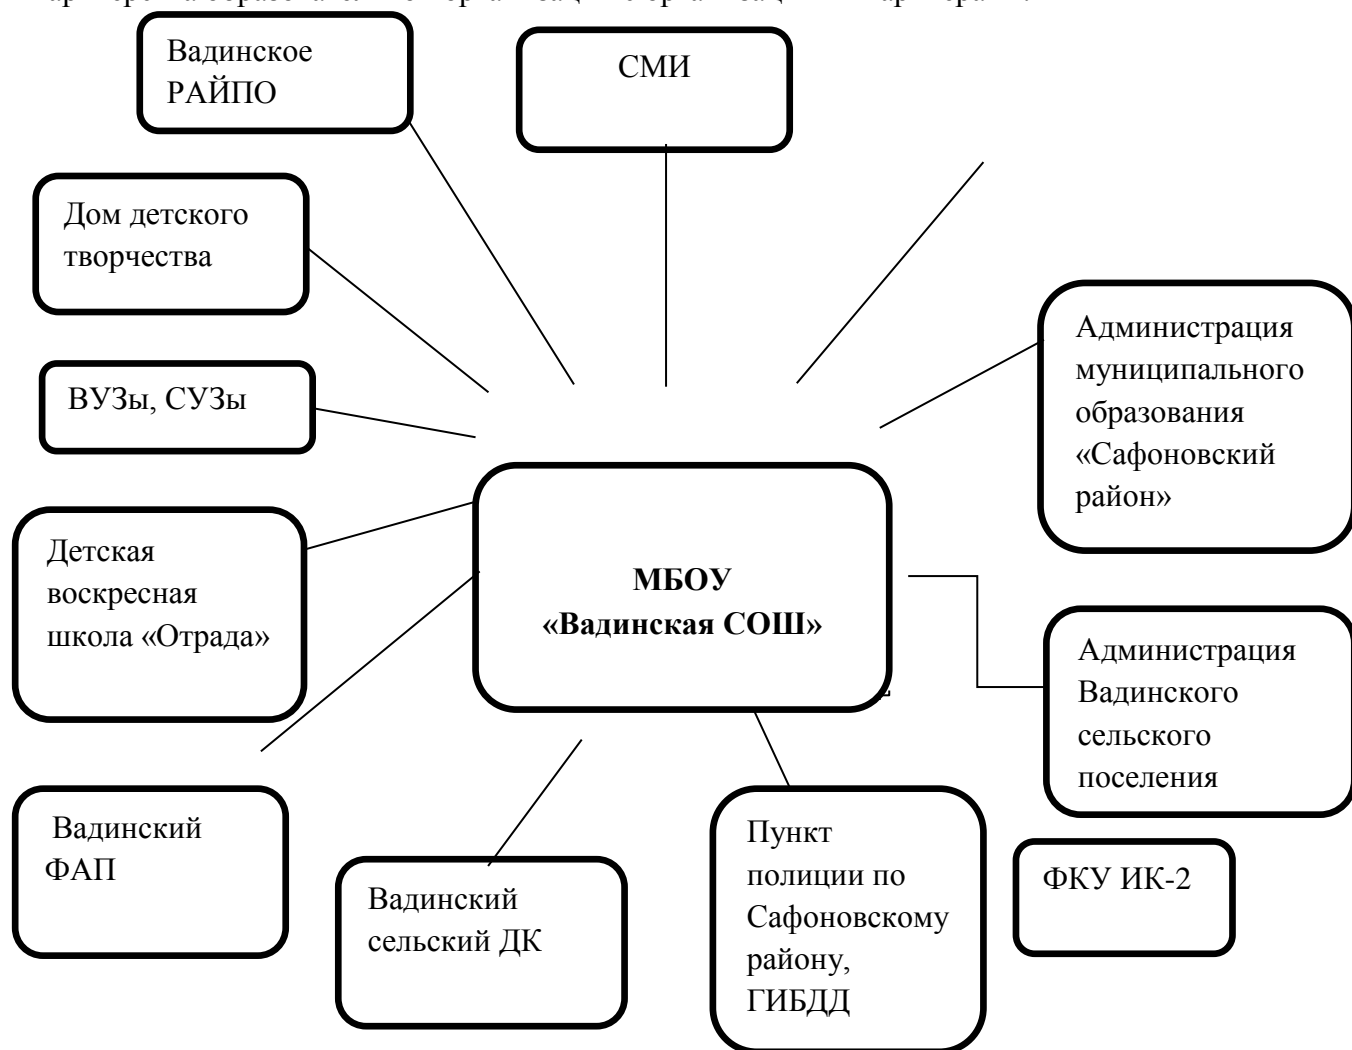 Вадинское
РАЙПО
СМИ
Дом детского
творчества
ВУЗы, СУЗы
Администрация
муниципального
образования
«Сафоновский
район»
Детская
воскресная
школа «Отрада»
МБОУ
«Вадинская СОШ»
Администрация
Вадинского
сельского
поселения
Вадинский
ФАП
Вадинский
сельский ДК
Пункт
полиции по
Сафоновскому
району,
ГИБДД
ФКУ ИК-2